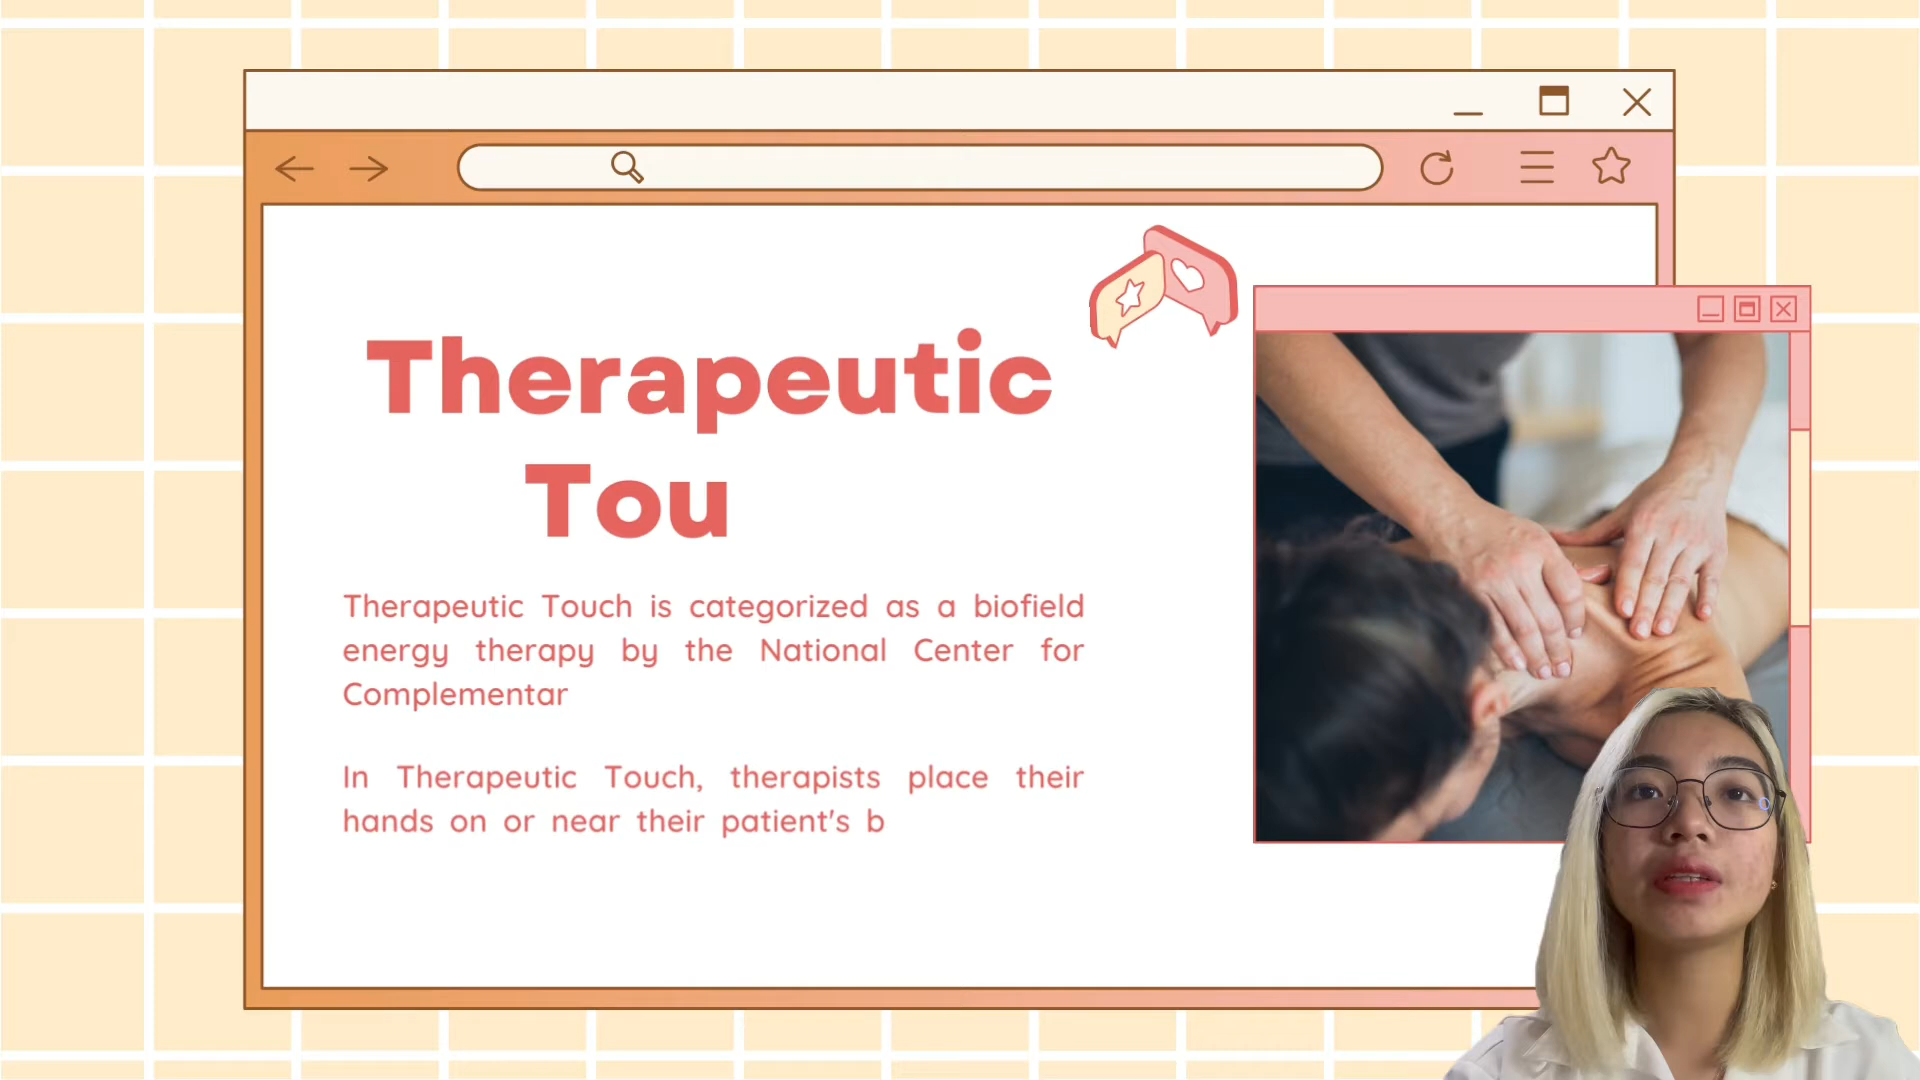 Therapeutic
Tou
Therapeutic Touch is categorized as a biofield
energy therapy by the National Center for
Complementar
In Therapeutic Touch, therapists place their
hands on or near their patient's b